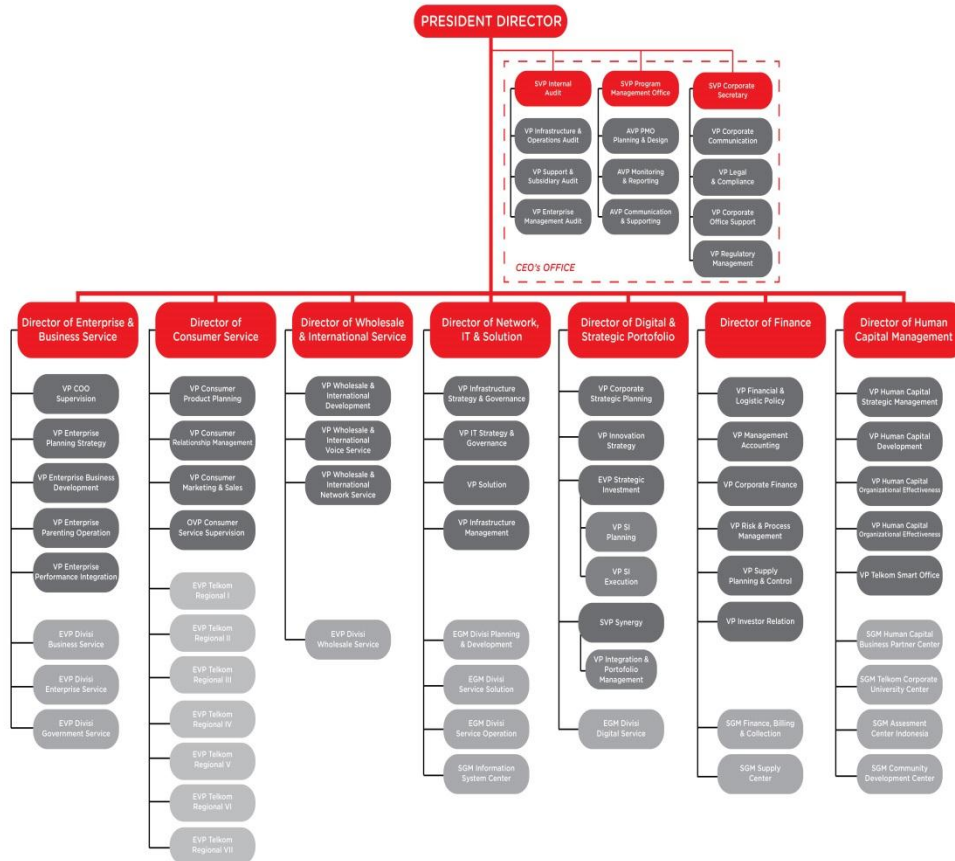 PRESIDENT DIRECTOR
SVP Internal
Audit
VP Infrastructure &
Operations Audit
VP Support &
Subsidiary Audit
VP Enterprise
Management Audit
SVP Program
Management Office
AVP PMO
Planning & Design
AVP Monitoring
& Reporting
AVP Communication
& Supporting
SVP Corporate
Secretary
VP Corporate
Communication
VP Legal
& Compliance
VP Corporate
Office Support
VP Regulatory
Management
CEO's OFFICE
Director of Enterprise &
Business Service
VP COO
Supervision
VP Enterprise
Planning Strategy
VP Enterprise Business
Development
VP Enterprise
Parenting Operation
VP Enterprise
Performance Integration
EVP Divisi
Business Service
EVP Divisi
Enterprise Service
EVP Divisi
Government Service
Director of
Consumer Service
VP Consumer
Product Planning
VP Consumer
Relationship Management
VP Consumer
Marketing & Sales
OVP Consumer
Service Supervision
EVP Telkom
Regional I
EVP Telkom
Regional II
EVP Telkom
Regional III
EVP Telkom
Regional IV
EVP Telkom
Regional V
EVP Telkom
Regional VI
EVP Telkom
Regional VII
Director of Wholesale
& International Service
VP Wholesale &
International
Development
VP Wholesale &
International
Voice Service
VP Wholesale &
International
Network Service
EVP Divisi
Wholesale Service
Director of Network,
IT & Solution
VP Infrastructure
Strategy & Governance
VP IT Strategy &
Governance
VP Solution
VP Infrastructure
Management
EGM Divisi Planning
& Development
EGM Divisi
Service Solution
EGM Divisi
Service Operation
SGM Information
System Center
Director of Digital &
Strategic Portofolio
VP Corporate
Strategic Planning
VP Innovation
Strategy
EVP Strategic
Investment
VP SI
Planning
VP SI
Execution
SVP Synergy
VP Integration &
Portofolio
Management
EGM Divisi
Digital Service
Director of Finance
VP Financial &
Logistic Policy
VP Management
Accounting
VP Corporate Finance
VP Risk & Process
Management
VP Supply
Planning & Control
VP Investor Relation
SGM Finance, Billing
& Collection
SGM Supply
Center
Director of Human
Capital Management
VP Human Capital
Strategic Management
VP Human Capital
Development
VP Human Capital
Organizational Effectiveness
VP Human Capital
Organizational Effectiveness
VP Telkom Smart Office
SGM Human Capital
Business Partner Center
SGM Telkom Corporate
University Center
SGM Assesment
Center Indonesia
SGM Community
Development Center